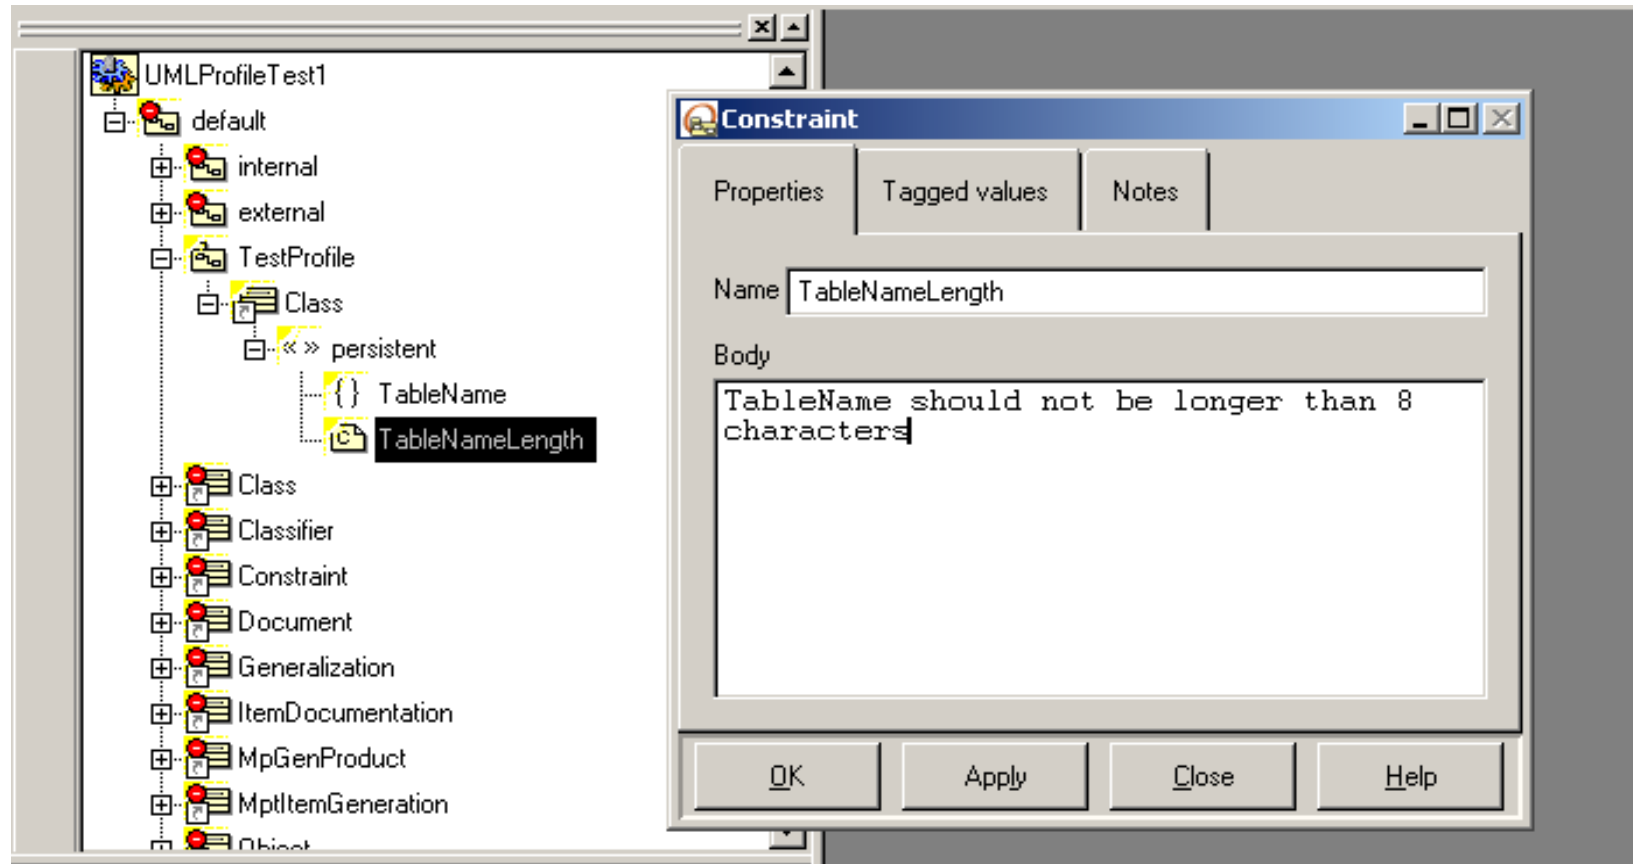 UMLProfileTest1
default
internal
external
TestProfile
Class
« » persistent
{ } TableName
TableNameLength
Class
Classifier
Constraint
Document
Generalization
ItemDocumentation
MpGenProduct
MptItemGeneration
Object
Constraint
Properties Tagged values Notes
Name TableNameLength
Body
TableName should not be longer than 8
characters
OK Apply Close Help